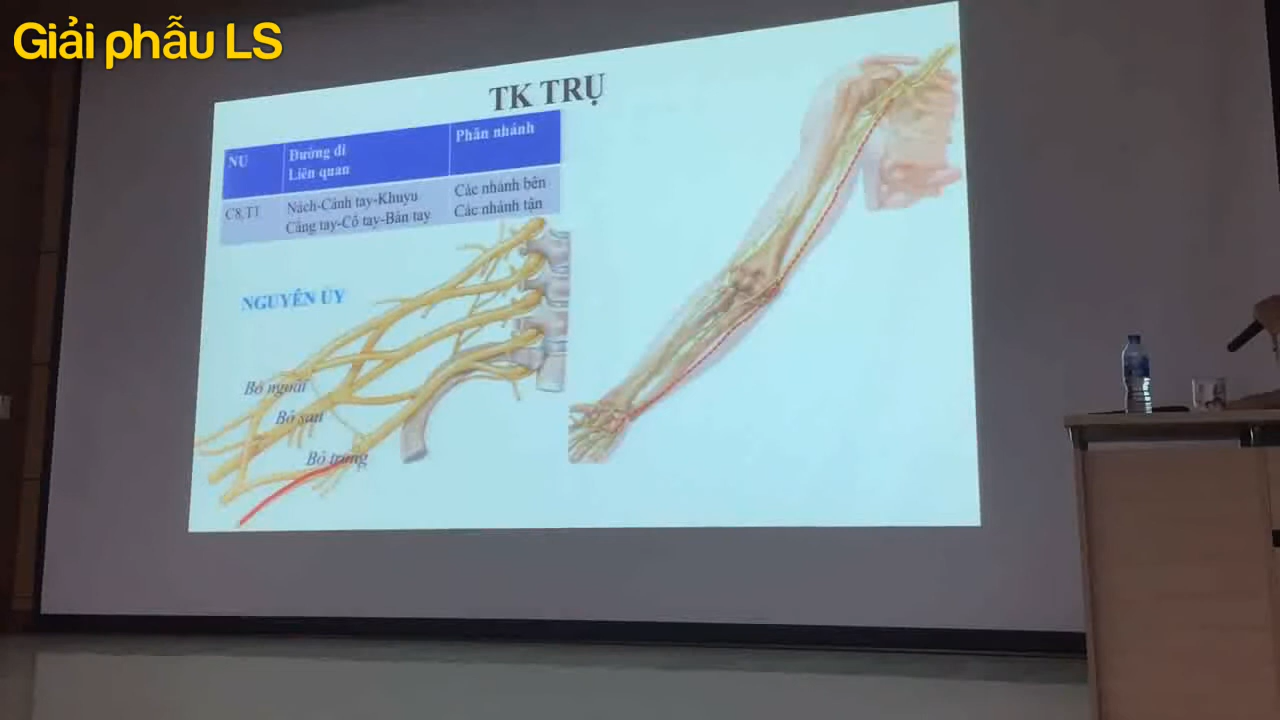 Giải phẫu LS
TK TRỤ
NU
Đường đi
Liên quan
Phân nhánh
C8,T1
Nách-Cánh tay-Khuyu
Cẳng tay-Cổ tay-Bàn tay
Các nhánh bên
Các nhánh tận
NGUYÊN ỦY
Bó ngoài
Bó sau
Bó trong